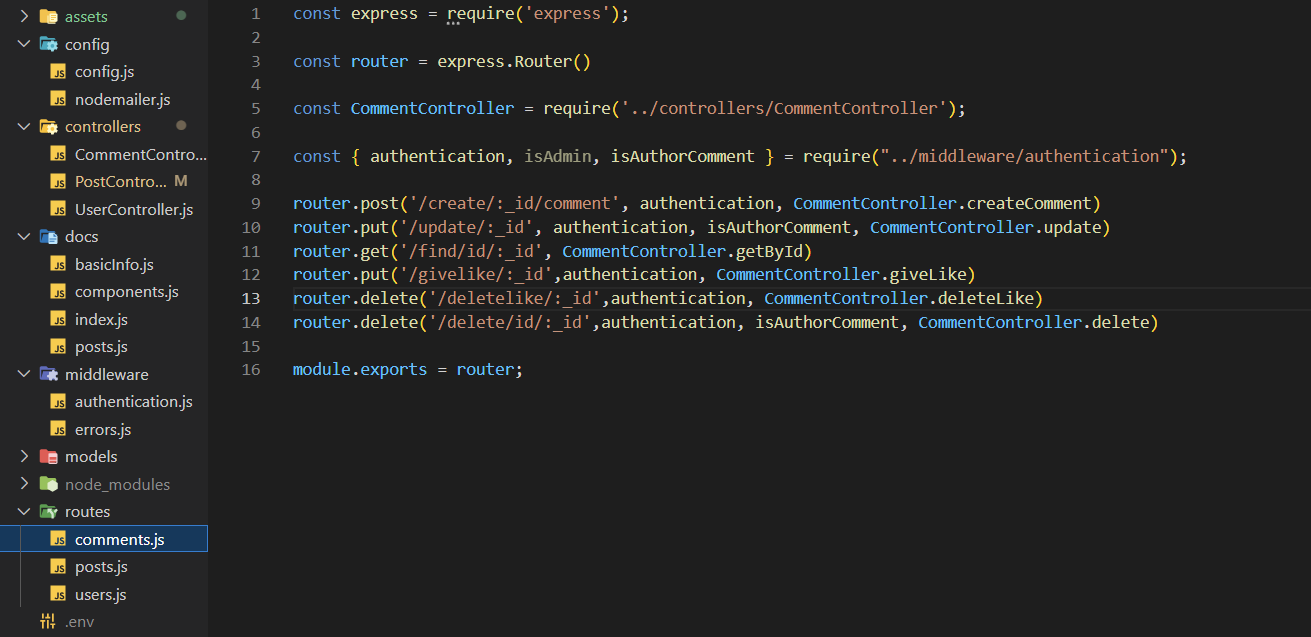 assets
config
JS config.js
JS nodemailer.js
controllers
JS CommentContro...
JS PostContro... M
JS UserController.js
docs
JS basicInfo.js
JS components.js
JS index.js
JS posts.js
middleware
JS authentication.js
JS errors.js
models
node_modules
routes
JS comments.js
JS posts.js
JS users.js
.env
1 const express = require('express');
2
3 const router = express.Router()
4
5 const CommentController = require('../controllers/CommentController');
6
7 const { authentication, isAdmin, isAuthorComment } = require("../middleware/authentication");
8
9 router.post('/create/:_id/comment', authentication, CommentController.createComment)
10 router.put('/update/:_id', authentication, isAuthorComment, CommentController.update)
11 router.get('/find/id/:_id', CommentController.getById)
12 router.put('/givelike/:_id',authentication, CommentController.giveLike)
13 router.delete('/deletelike/:_id',authentication, CommentController.deleteLike)
14 router.delete('/delete/id/:_id',authentication, isAuthorComment, CommentController.delete)
15
16 module.exports = router;